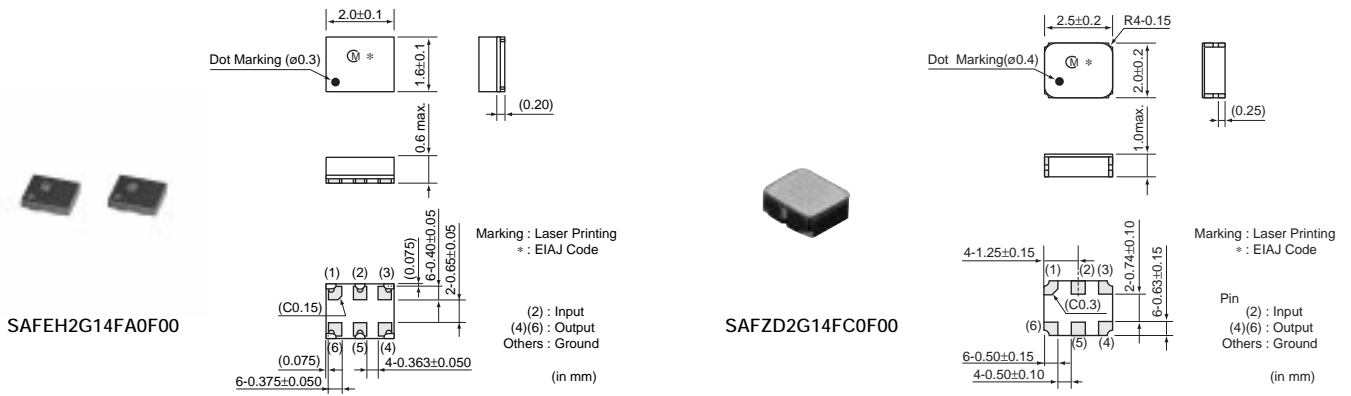 2.0±0.1
Dot Marking (ø0.3)
M *
1.6±0.1
(0.20)
0.6 max.
Marking : Laser Printing
* : EIAJ Code
(0.075)
6-0.40±0.05
2-0.65±0.05
(1) (2) (3)
(C0.15)
(6) (5) (4)
(0.075)
4-0.363±0.050
6-0.375±0.050
(2) : Input
(4)(6) : Output
Others : Ground
(in mm)
SAFEH2G14FA0F00
2.5±0.2
R4-0.15
Dot Marking(ø0.4)
M *
2.0±0.2
(0.25)
1.0max.
Marking : Laser Printing
* : EIAJ Code
4-1.25±0.15
(1) (2) (3)
(C0.3)
2-0.74±0.10
6-0.63±0.15
(6)
(5) (4)
6-0.50±0.15
4-0.50±0.10
Pin
(2) : Input
(4)(6) : Output
Others : Ground
(in mm)
SAFZD2G14FC0F00